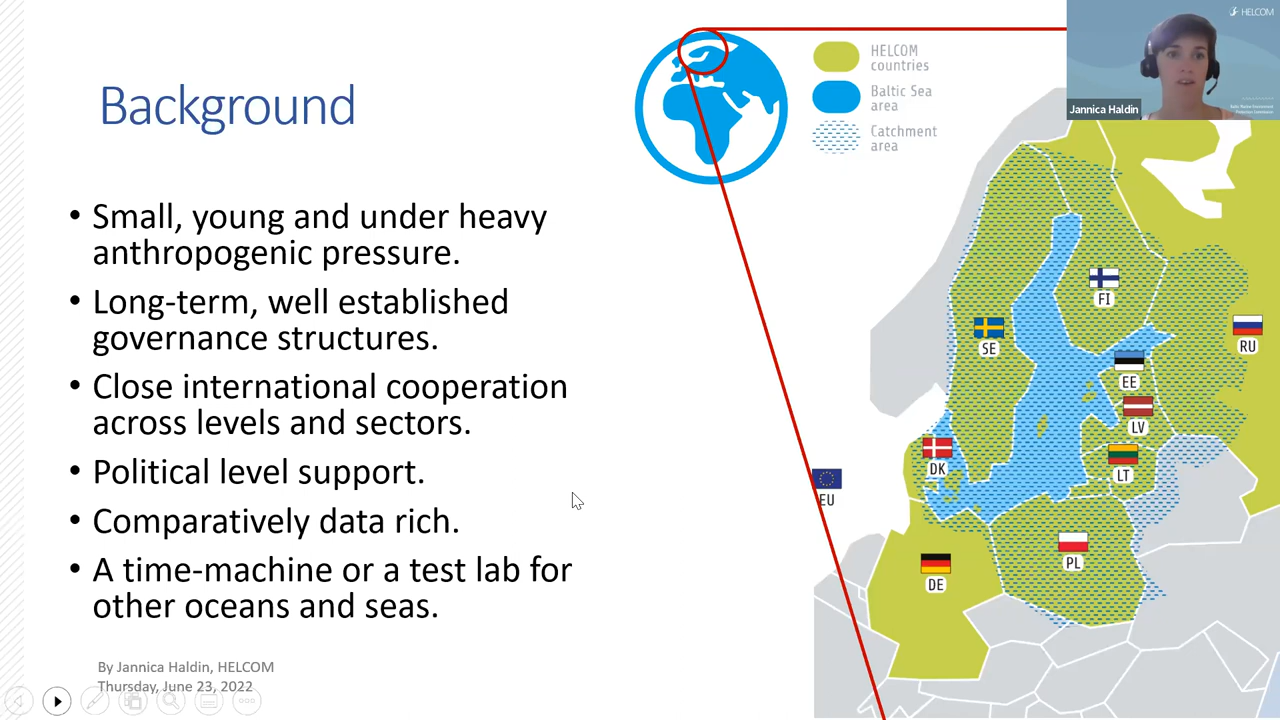 Background
• Small, young and under heavy
anthropogenic pressure.
• Long-term, well established
governance structures.
• Close international cooperation
across levels and sectors.
• Political level support.
• Comparatively data rich.
• A time-machine or a test lab for
other oceans and seas.
By Jannica Haldin, HELCOM
Thursday, June 23, 2022
HELCOM
countries
Baltic Sea
area
Catchment
area
HELCOM
Jannica Haldin
FI
SE
RU
EE
LV
DK
LT
EU
PL
DE